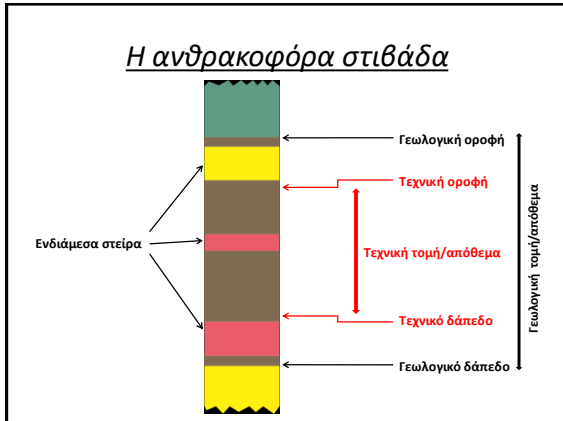 Η ανθρακοφόρα στιβάδα
Γεωλογική οροφή
Τεχνική οροφή
Ενδιάμεσα στείρα
Τεχνική τομή/απόθεμα
Γεωλογική τομή/απόθεμα
Τεχνικό δάπεδο
Γεωλογικό δάπεδο